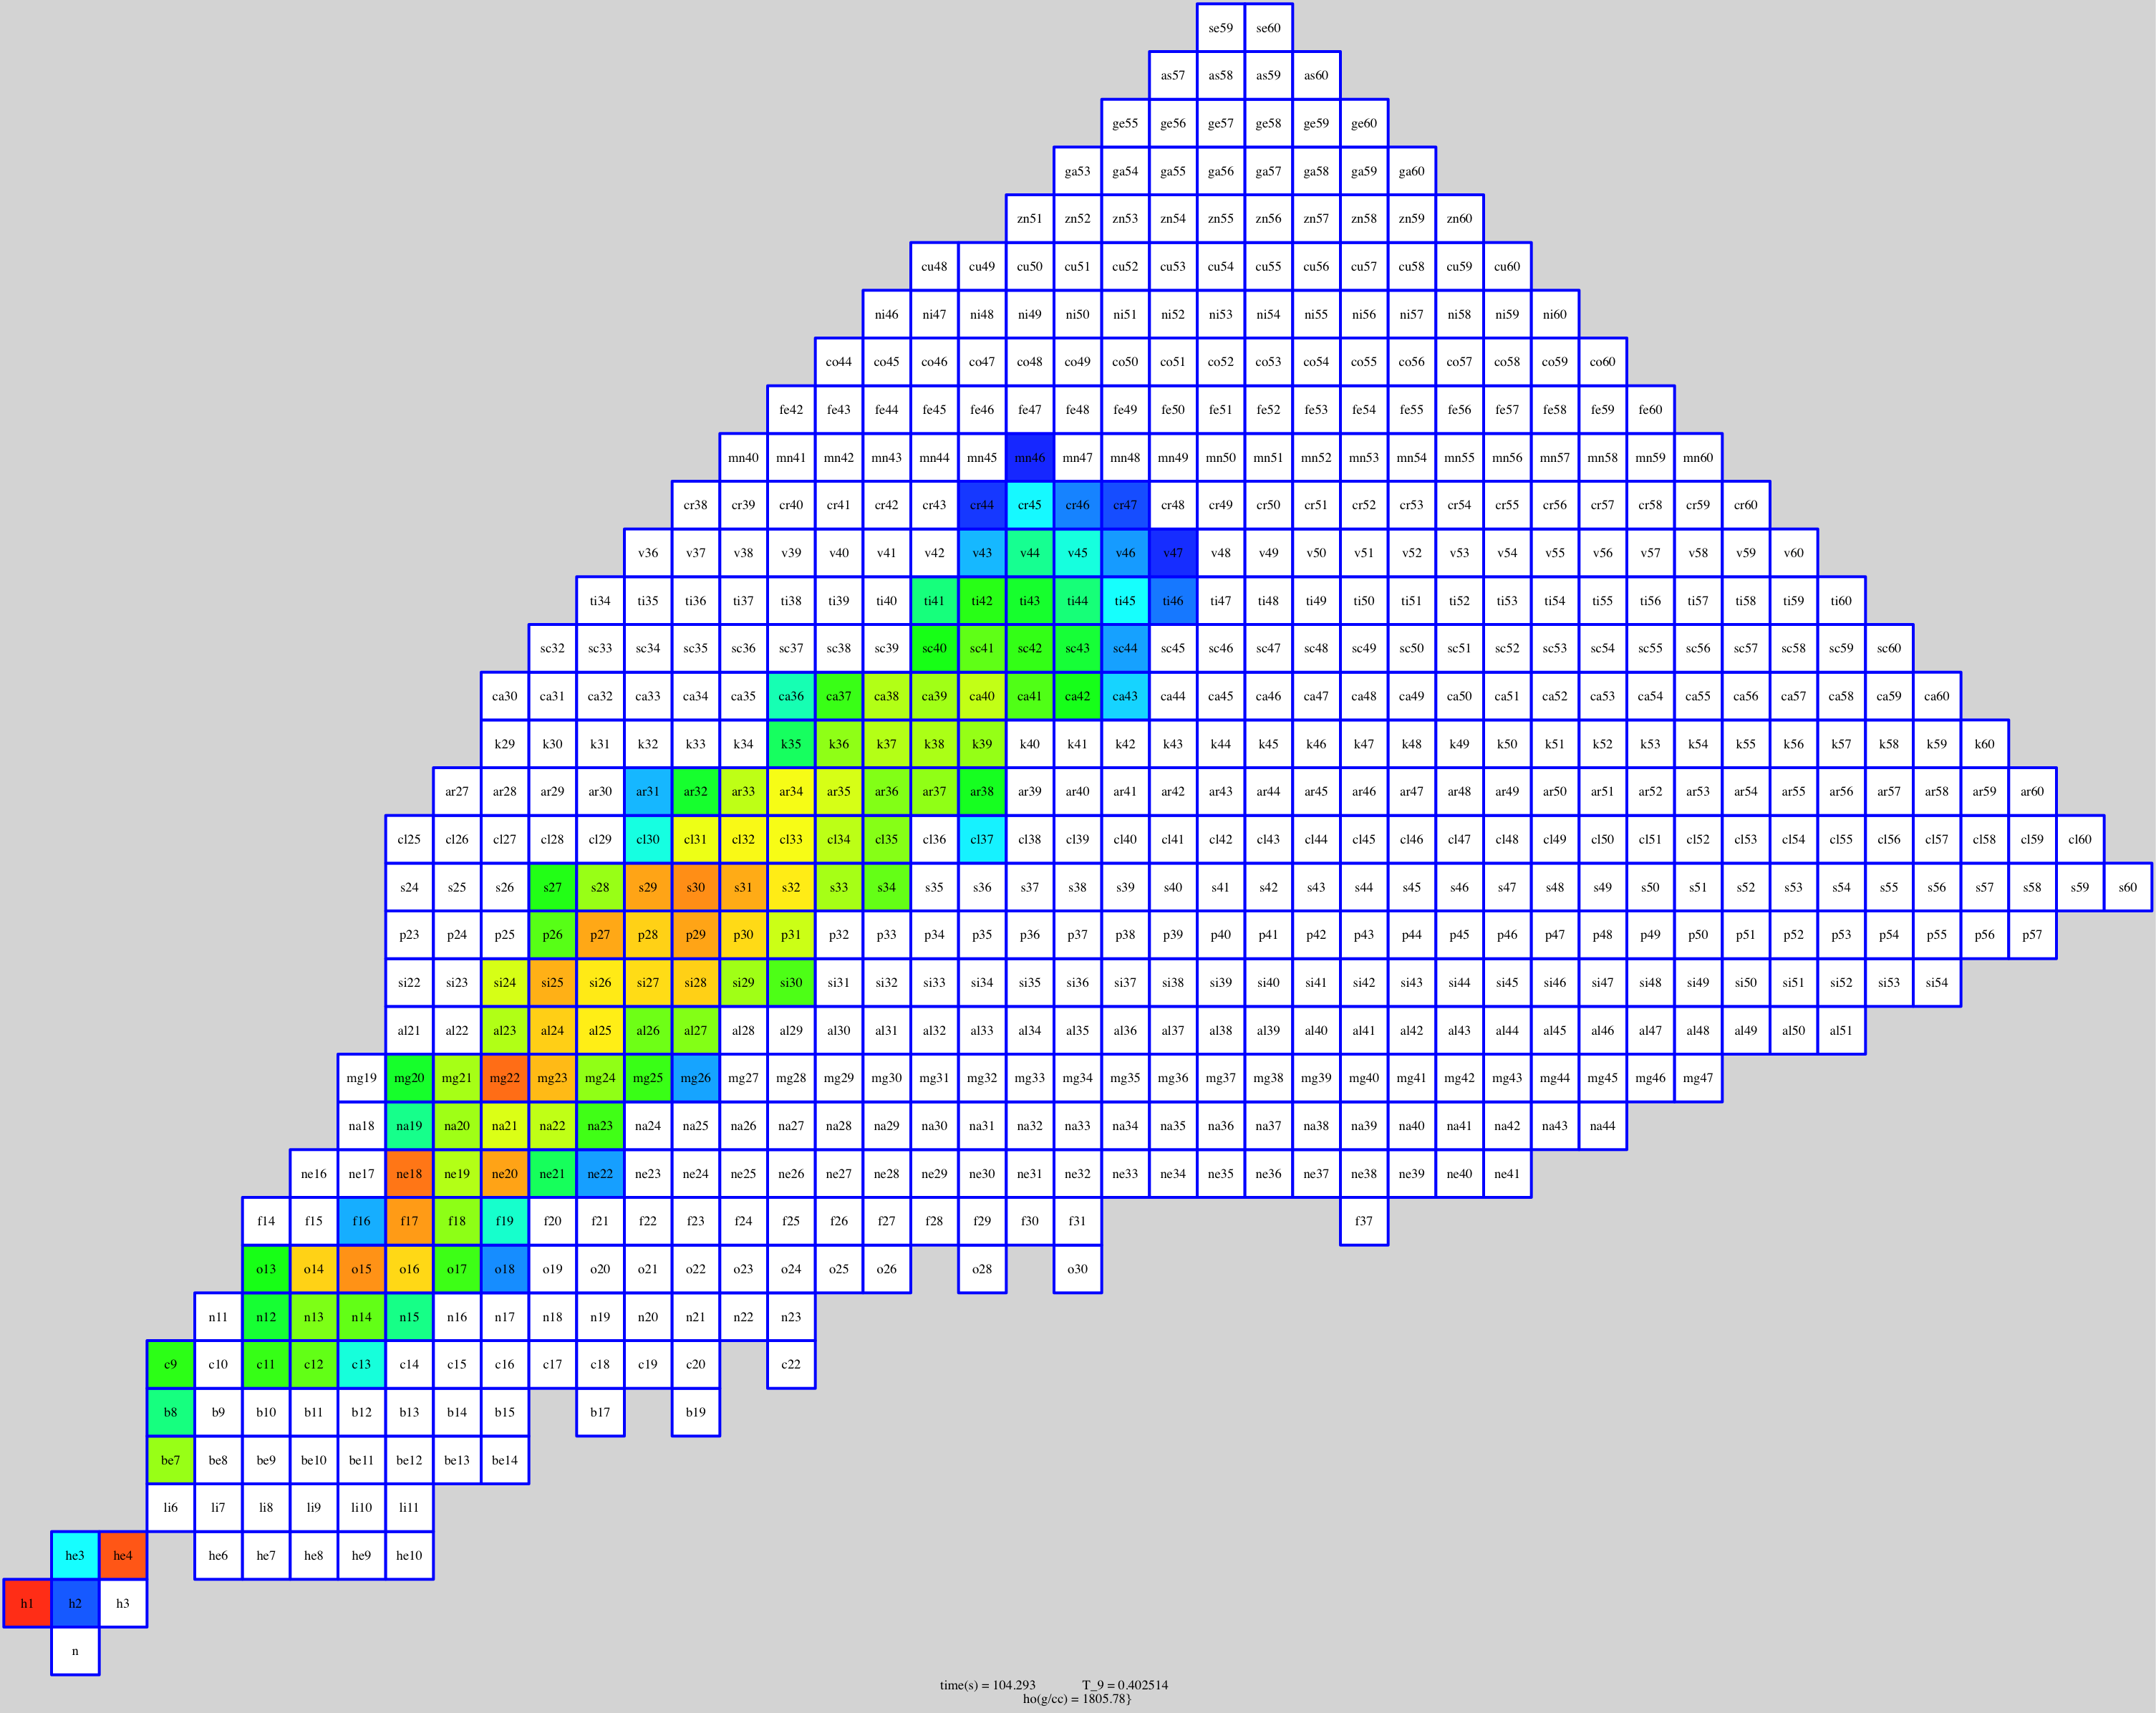 se59 se60
as57 as58 as59 as60
ge55 ge56 ge57 ge58 ge59 ge60
ga53 ga54 ga55 ga56 ga57 ga58 ga59 ga60
zn51 zn52 zn53 zn54 zn55 zn56 zn57 zn58 zn59 zn60
cu48 cu49 cu50 cu51 cu52 cu53 cu54 cu55 cu56 cu57 cu58 cu59 cu60
ni46 ni47 ni48 ni49 ni50 ni51 ni52 ni53 ni54 ni55 ni56 ni57 ni58 ni59 ni60
co44 co45 co46 co47 co48 co49 co50 co51 co52 co53 co54 co55 co56 co57 co58 co59 co60
fe42 fe43 fe44 fe45 fe46 fe47 fe48 fe49 fe50 fe51 fe52 fe53 fe54 fe55 fe56 fe57 fe58 fe59 fe60
mn40 mn41 mn42 mn43 mn44 mn45 mn46 mn47 mn48 mn49 mn50 mn51 mn52 mn53 mn54 mn55 mn56 mn57 mn58 mn59 mn60
cr38 cr39 cr40 cr41 cr42 cr43 cr44 cr45 cr46 cr47 cr48 cr49 cr50 cr51 cr52 cr53 cr54 cr55 cr56 cr57 cr58 cr59 cr60
v36 v37 v38 v39 v40 v41 v42 v43 v44 v45 v46 v47 v48 v49 v50 v51 v52 v53 v54 v55 v56 v57 v58 v59 v60
ti34 ti35 ti36 ti37 ti38 ti39 ti40 ti41 ti42 ti43 ti44 ti45 ti46 ti47 ti48 ti49 ti50 ti51 ti52 ti53 ti54 ti55 ti56 ti57 ti58 ti59 ti60
sc32 sc33 sc34 sc35 sc36 sc37 sc38 sc39 sc40 sc41 sc42 sc43 sc44 sc45 sc46 sc47 sc48 sc49 sc50 sc51 sc52 sc53 sc54 sc55 sc56 sc57 sc58 sc59 sc60
ca30 ca31 ca32 ca33 ca34 ca35 ca36 ca37 ca38 ca39 ca40 ca41 ca42 ca43 ca44 ca45 ca46 ca47 ca48 ca49 ca50 ca51 ca52 ca53 ca54 ca55 ca56 ca57 ca58 ca59 ca60
k29 k30 k31 k32 k33 k34 k35 k36 k37 k38 k39 k40 k41 k42 k43 k44 k45 k46 k47 k48 k49 k50 k51 k52 k53 k54 k55 k56 k57 k58 k59 k60
ar27 ar28 ar29 ar30 ar31 ar32 ar33 ar34 ar35 ar36 ar37 ar38 ar39 ar40 ar41 ar42 ar43 ar44 ar45 ar46 ar47 ar48 ar49 ar50 ar51 ar52 ar53 ar54 ar55 ar56 ar57 ar58 ar59 ar60
cl25 cl26 cl27 cl28 cl29 cl30 cl31 cl32 cl33 cl34 cl35 cl36 cl37 cl38 cl39 cl40 cl41 cl42 cl43 cl44 cl45 cl46 cl47 cl48 cl49 cl50 cl51 cl52 cl53 cl54 cl55 cl56 cl57 cl58 cl59 cl60
s24 s25 s26 s27 s28 s29 s30 s31 s32 s33 s34 s35 s36 s37 s38 s39 s40 s41 s42 s43 s44 s45 s46 s47 s48 s49 s50 s51 s52 s53 s54 s55 s56 s57 s58 s59 s60
p23 p24 p25 p26 p27 p28 p29 p30 p31 p32 p33 p34 p35 p36 p37 p38 p39 p40 p41 p42 p43 p44 p45 p46 p47 p48 p49 p50 p51 p52 p53 p54 p55 p56 p57
si22 si23 si24 si25 si26 si27 si28 si29 si30 si31 si32 si33 si34 si35 si36 si37 si38 si39 si40 si41 si42 si43 si44 si45 si46 si47 si48 si49 si50 si51 si52 si53 si54
al21 al22 al23 al24 al25 al26 al27 al28 al29 al30 al31 al32 al33 al34 al35 al36 al37 al38 al39 al40 al41 al42 al43 al44 al45 al46 al47 al48 al49 al50 al51
mg19 mg20 mg21 mg22 mg23 mg24 mg25 mg26 mg27 mg28 mg29 mg30 mg31 mg32 mg33 mg34 mg35 mg36 mg37 mg38 mg39 mg40 mg41 mg42 mg43 mg44 mg45 mg46 mg47
na18 na19 na20 na21 na22 na23 na24 na25 na26 na27 na28 na29 na30 na31 na32 na33 na34 na35 na36 na37 na38 na39 na40 na41 na42 na43 na44
ne16 ne17 ne18 ne19 ne20 ne21 ne22 ne23 ne24 ne25 ne26 ne27 ne28 ne29 ne30 ne31 ne32 ne33 ne34 ne35 ne36 ne37 ne38 ne39 ne40 ne41
f14 f15 f16 f17 f18 f19 f20 f21 f22 f23 f24 f25 f26 f27 f28 f29 f30 f31 f37
o13 o14 o15 o16 o17 o18 o19 o20 o21 o22 o23 o24 o25 o26 o28 o30
n11 n12 n13 n14 n15 n16 n17 n18 n19 n20 n21 n22 n23
c9 c10 c11 c12 c13 c14 c15 c16 c17 c18 c19 c20 c22
b8 b9 b10 b11 b12 b13 b14 b15 b17 b19
be7 be8 be9 be10 be11 be12 be13 be14
li6 li7 li8 li9 li10 li11
he3 he4 he6 he7 he8 he9 he10
h1 h2 h3
n
time(s) = 104.293 T_9 = 0.402514
ho(g/cc) = 1805.78}